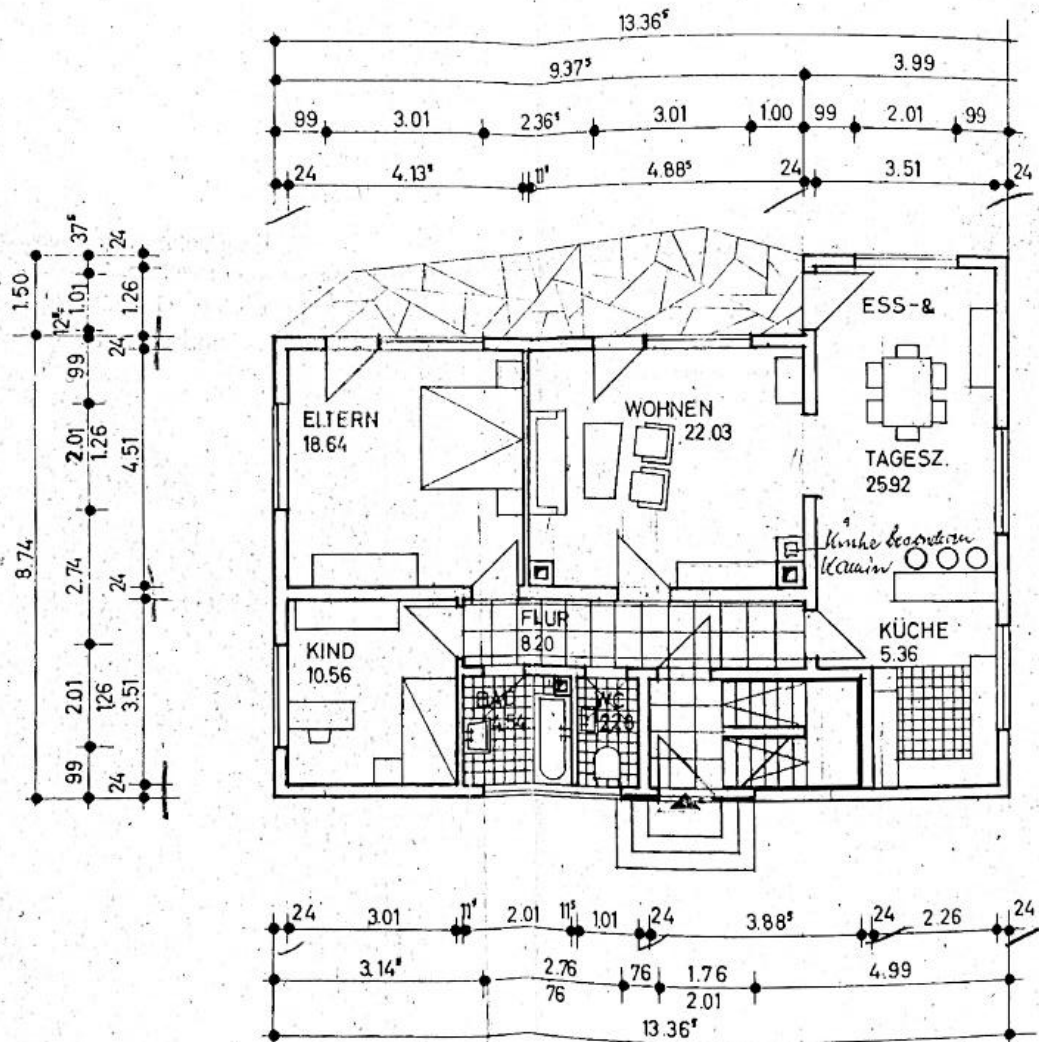 13.36⁵
9.37⁵ 3.99
99 3.01 2.36⁵ 3.01 1.00 99 2.01 99
24 4.13⁵ 11⁵ 4.88⁵ 24 3.51 24
1.50 8.74
37⁵ 1.01 12⁵ 99 2.01 1.26 2.74 2.01 1.26 99
24 1.26 24 4.51 24 3.51 24
ESS-&
ELTERN
18.64
WOHNEN
22.03
TAGESZ.
25.92
Küche
Kamin
FLUR
8.20
KÜCHE
5.36
KIND
10.56
BAD
WC
24 3.01 11⁵ 2.01 11⁵ 1.01 24 3.88⁵ 24 2.26 24
3.14⁵ 2.76 76 1.76 4.99
76 2.01
13.36⁵